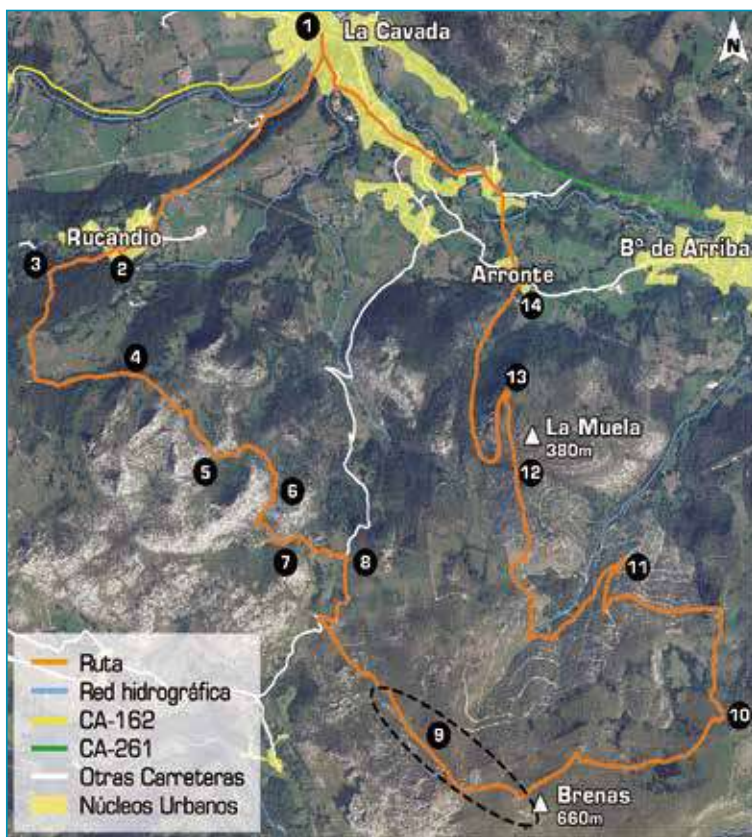 1
La Cavada
N
Rucandio
3
2
Bº de Arriba
Arronte
14
4
13
La Muela
380m
5
12
6
7
8
11
Ruta
Red hidrográfica
CA-162
CA-261
Otras Carreteras
Núcleos Urbanos
9
10
Brenas
660m